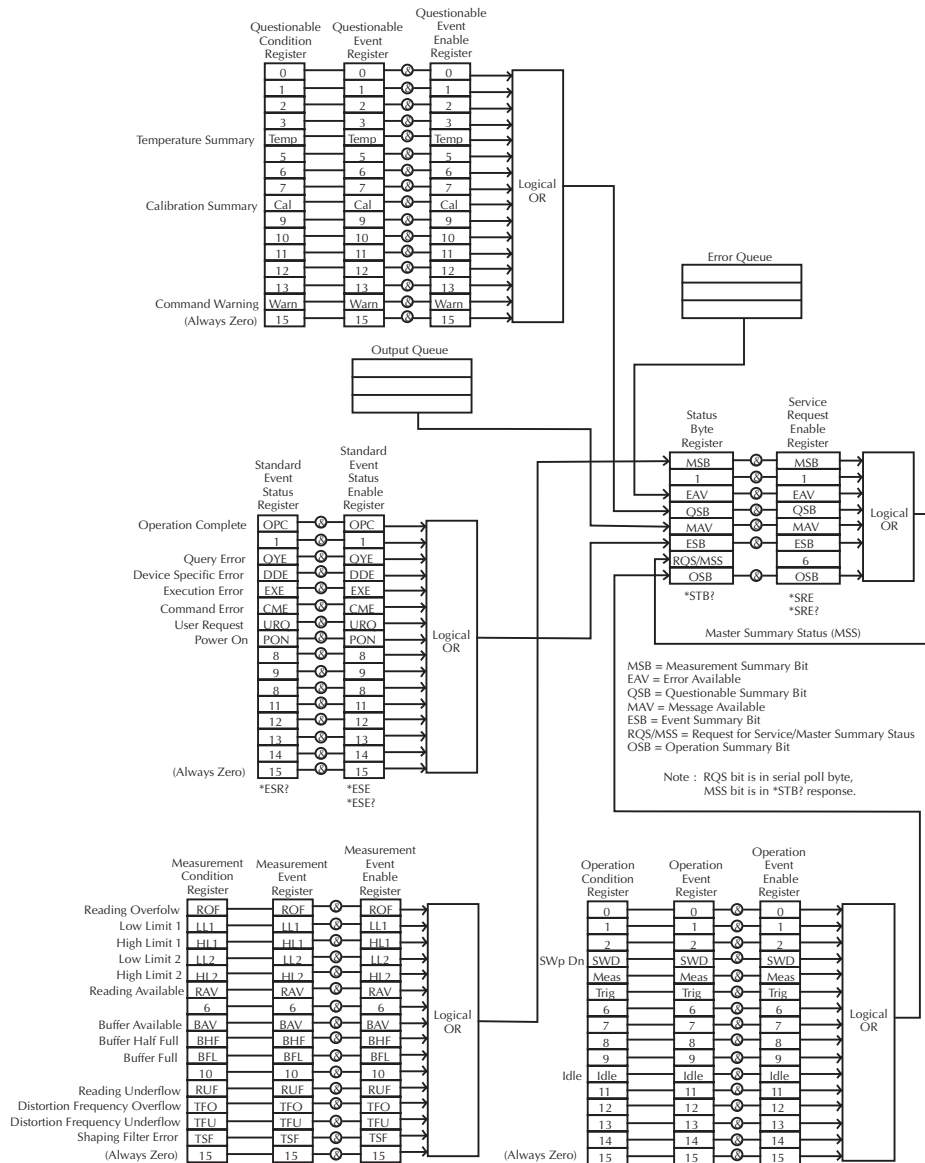 Questionable Condition Register
Questionable Event Register
Questionable Event Enable Register
0 0 & 0
1 1 & 1
2 2 & 2
3 3 & 3
Temperature Summary Temp Temp & Temp
5 5 & 5
6 6 & 6
7 7 & 7
Calibration Summary Cal Cal & Cal
9 9 & 9
10 10 & 10
11 11 & 11
12 12 & 12
13 13 & 13
Command Warning Warn Warn & Warn
(Always Zero) 15 15 & 15
Logical OR
Error Queue
Output Queue
Status Byte Register
Service Request Enable Register
MSB & MSB
1 & 1
EAV & EAV
QSB & QSB
MAV & MAV
ESB & ESB
RQS/MSS 6
OSB & OSB
*STB? *SRE
*SRE?
Logical OR
Master Summary Status (MSS)
MSB = Measurement Summary Bit
EAV = Error Available
QSB = Questionable Summary Bit
MAV = Message Available
ESB = Event Summary Bit
RQS/MSS = Request for Service/Master Summary Staus
OSB = Operation Summary Bit
Note : RQS bit is in serial poll byte,
MSS bit is in *STB? response.
Standard Event Status Register
Standard Event Status Enable Register
Operation Complete OPC & OPC
1 & 1
Query Error QYE & QYE
Device Specific Error DDE & DDE
Execution Error EXE & EXE
Command Error CME & CME
User Request URQ & URQ
Power On PON & PON
8 & 8
9 & 9
8 & 8
11 & 11
12 & 12
13 & 13
14 & 14
(Always Zero) 15 & 15
*ESR? *ESE
*ESE?
Logical OR
Measurement Condition Register
Measurement Event Register
Measurement Event Enable Register
Reading Overfolw ROF ROF & ROF
Low Limit 1 LL1 LL1 & LL1
High Limit 1 HL1 HL1 & HL1
Low Limit 2 LL2 LL2 & LL2
High Limit 2 HL2 HL2 & HL2
Reading Available RAV RAV & RAV
6 6 & 6
Buffer Available BAV BAV & BAV
Buffer Half Full BHF BHF & BHF
Buffer Full BFL BFL & BFL
10 10 & 10
Reading Underflow RUF RUF & RUF
Distortion Frequency Overflow TFO TFO & TFO
Distortion Frequency Underflow TFU TFU & TFU
Shaping Filter Error TSF TSF & TSF
(Always Zero) 15 15 & 15
Logical OR
Operation Condition Register
Operation Event Register
Operation Event Enable Register
0 0 & 0
1 1 & 1
2 2 & 2
SWp Dn SWD SWD & SWD
Meas Meas & Meas
Trig Trig & Trig
6 6 & 6
7 7 & 7
8 8 & 8
9 9 & 9
Idle Idle Idle & Idle
11 11 & 11
12 12 & 12
13 13 & 13
14 14 & 14
(Always Zero) 15 15 & 15
Logical OR